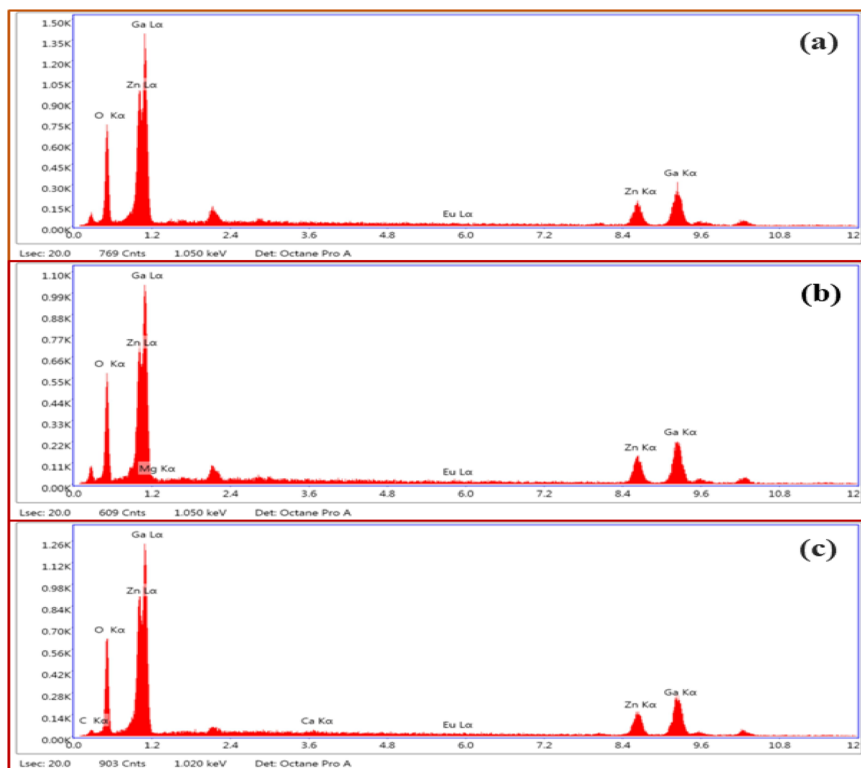 1.50K
Ga Lα
(a)
1.35K
1.20K
1.05K
Zn Lα
0.90K
O Kα
0.75K
0.60K
0.45K
Ga Kα
0.30K
Zn Kα
0.15K
Eu Lα
0.00K
0.0 1.2 2.4 3.6 4.8 6.0 7.2 8.4 9.6 10.8 12
Lsec: 20.0 769 Cnts 1.050 keV Det: Octane Pro A
1.10K
Ga Lα
(b)
0.99K
0.88K
0.77K
Zn Lα
0.66K
O Kα
0.55K
0.44K
0.33K
Ga Kα
0.22K
Zn Kα
0.11K
Mg Kα
Eu Lα
0.00K
0.0 1.2 2.4 3.6 4.8 6.0 7.2 8.4 9.6 10.8 12
Lsec: 20.0 609 Cnts 1.050 keV Det: Octane Pro A
Ga Lα
1.26K
(c)
1.12K
0.98K
Zn Lα
0.84K
0.70K
O Kα
0.56K
0.42K
Ga Kα
0.28K
Zn Kα
0.14K
C Kα
Ca Kα
Eu Lα
0.00K
0.0 1.2 2.4 3.6 4.8 6.0 7.2 8.4 9.6 10.8 12
Lsec: 20.0 903 Cnts 1.020 keV Det: Octane Pro A